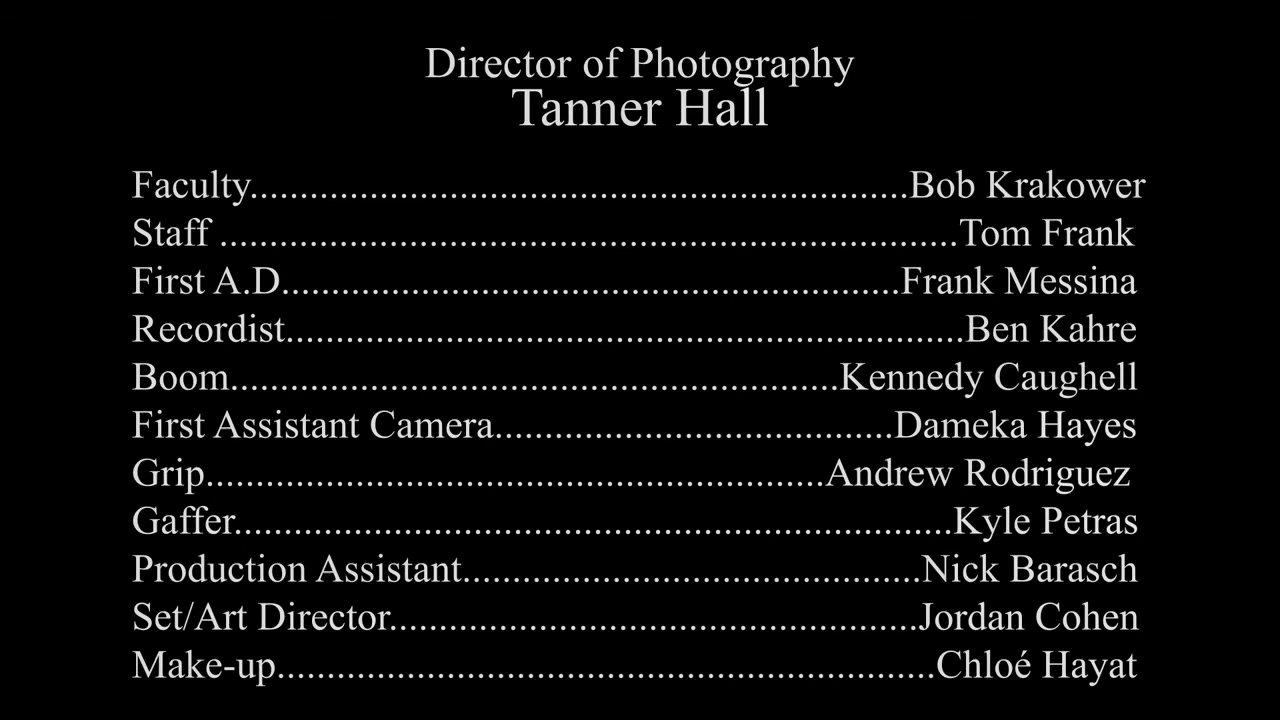 Director of Photography
Tanner Hall
Faculty..................................................................Bob Krakower
Staff ..........................................................................Tom Frank
First A.D..............................................................Frank Messina
Recordist....................................................................Ben Kahre
Boom.............................................................Kennedy Caughell
First Assistant Camera........................................Dameka Hayes
Grip..............................................................Andrew Rodriguez
Gaffer........................................................................Kyle Petras
Production Assistant..............................................Nick Barasch
Set/Art Director.....................................................Jordan Cohen
Make-up..................................................................Chloé Hayat